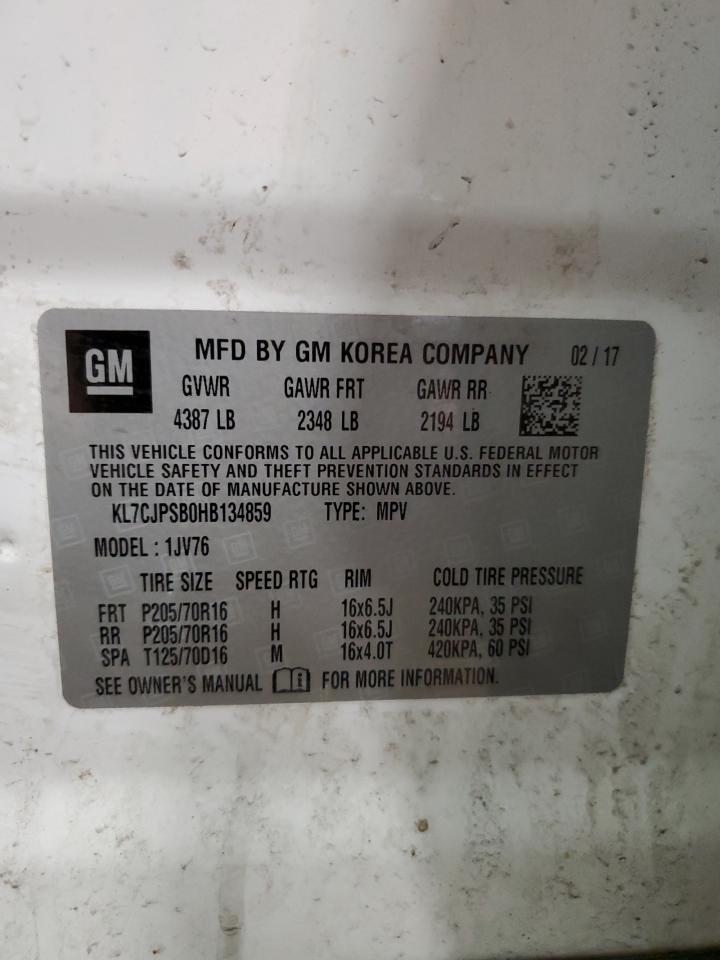 GM MFD BY GM KOREA COMPANY 02 / 17
GVWR GAWR FRT GAWR RR
4387 LB 2348 LB 2194 LB
THIS VEHICLE CONFORMS TO ALL APPLICABLE U.S. FEDERAL MOTOR
VEHICLE SAFETY AND THEFT PREVENTION STANDARDS IN EFFECT
ON THE DATE OF MANUFACTURE SHOWN ABOVE.
KL7CJPSB0HB134859 TYPE: MPV
MODEL : 1JV76
TIRE SIZE SPEED RTG RIM COLD TIRE PRESSURE
FRT P205/70R16 H 16x6.5J 240KPA, 35 PSI
RR P205/70R16 H 16x6.5J 240KPA, 35 PSI
SPA T125/70D16 M 16x4.0T 420KPA, 60 PSI
SEE OWNER'S MANUAL FOR MORE INFORMATION.